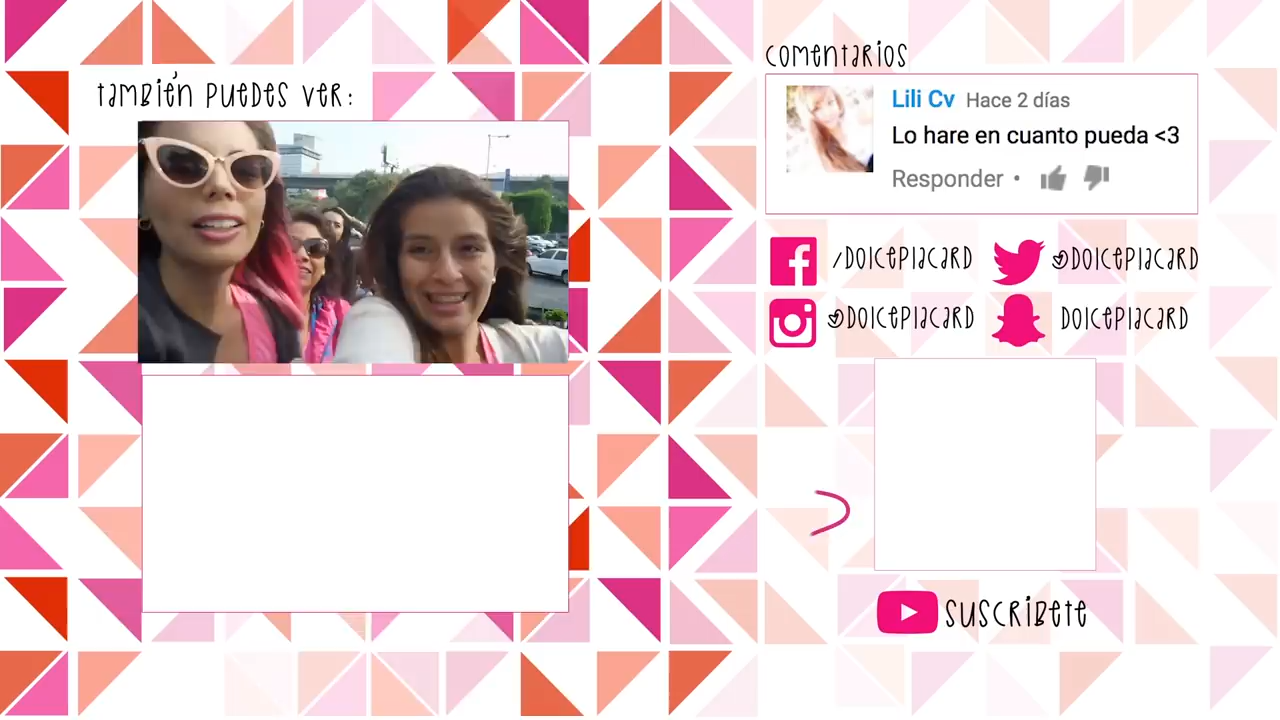 también puedes ver:
comentarios
Lili Cv Hace 2 días
Lo hare en cuanto pueda <3
Responder •
/DOLCEPLACARD
@DOLCEPLACARD
@DOLCEPLACARD
DOLCEPLACARD
suscribete